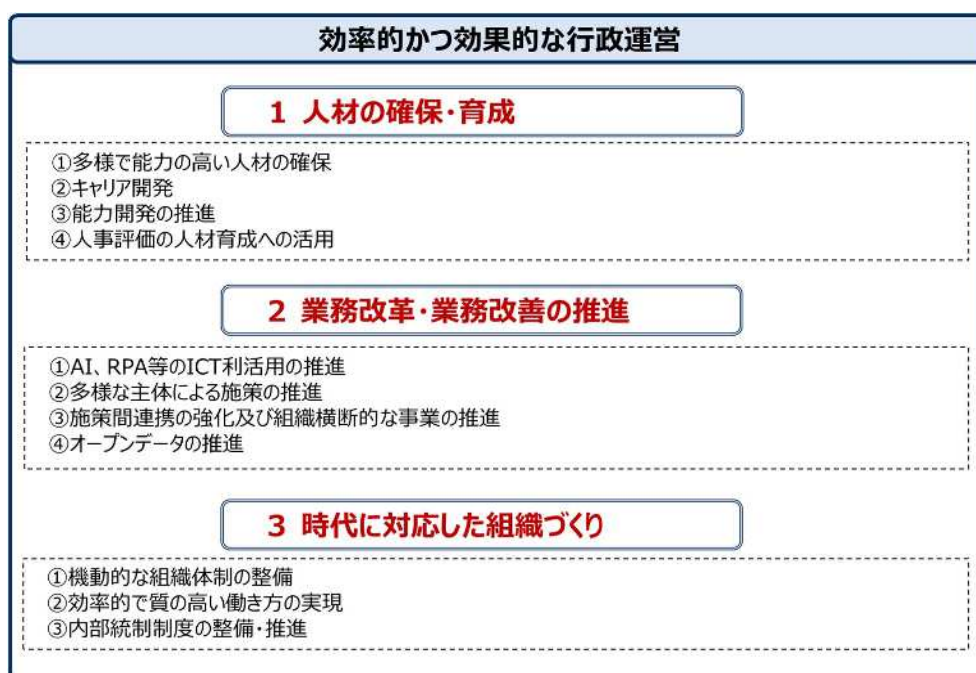 効率的かつ効果的な行政運営
1 人材の確保・育成
①多様で能力の高い人材の確保
②キャリア開発
③能力開発の推進
④人事評価の人材育成への活用
2 業務改革・業務改善の推進
①AI、RPA等のICT利活用の推進
②多様な主体による施策の推進
③施策間連携の強化及び組織横断的な事業の推進
④オープンデータの推進
3 時代に対応した組織づくり
①機動的な組織体制の整備
②効率的で質の高い働き方の実現
③内部統制制度の整備・推進